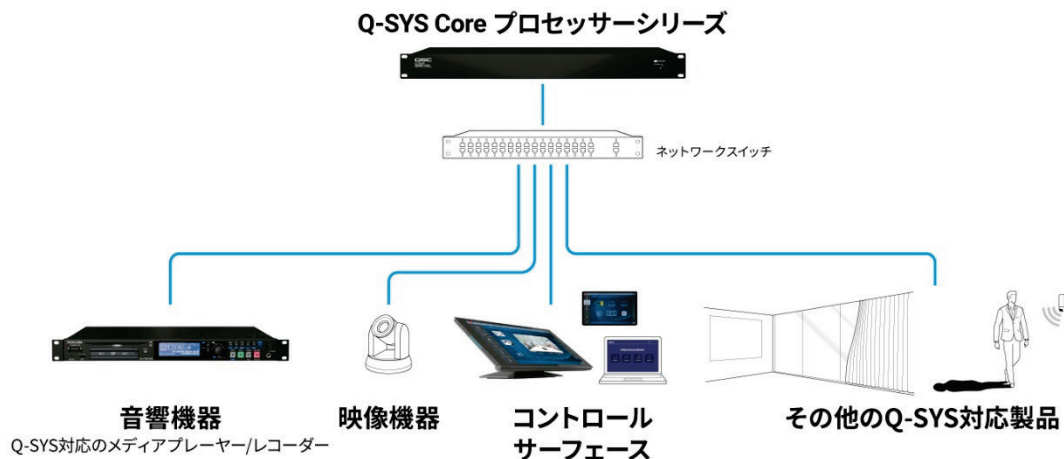 Q-SYS Core プロセッサーシリーズ
QSC
ネットワークスイッチ
音響機器
Q-SYS対応のメディアプレーヤー/レコーダー
映像機器
コントロール
サーフェース
その他のQ-SYS対応製品